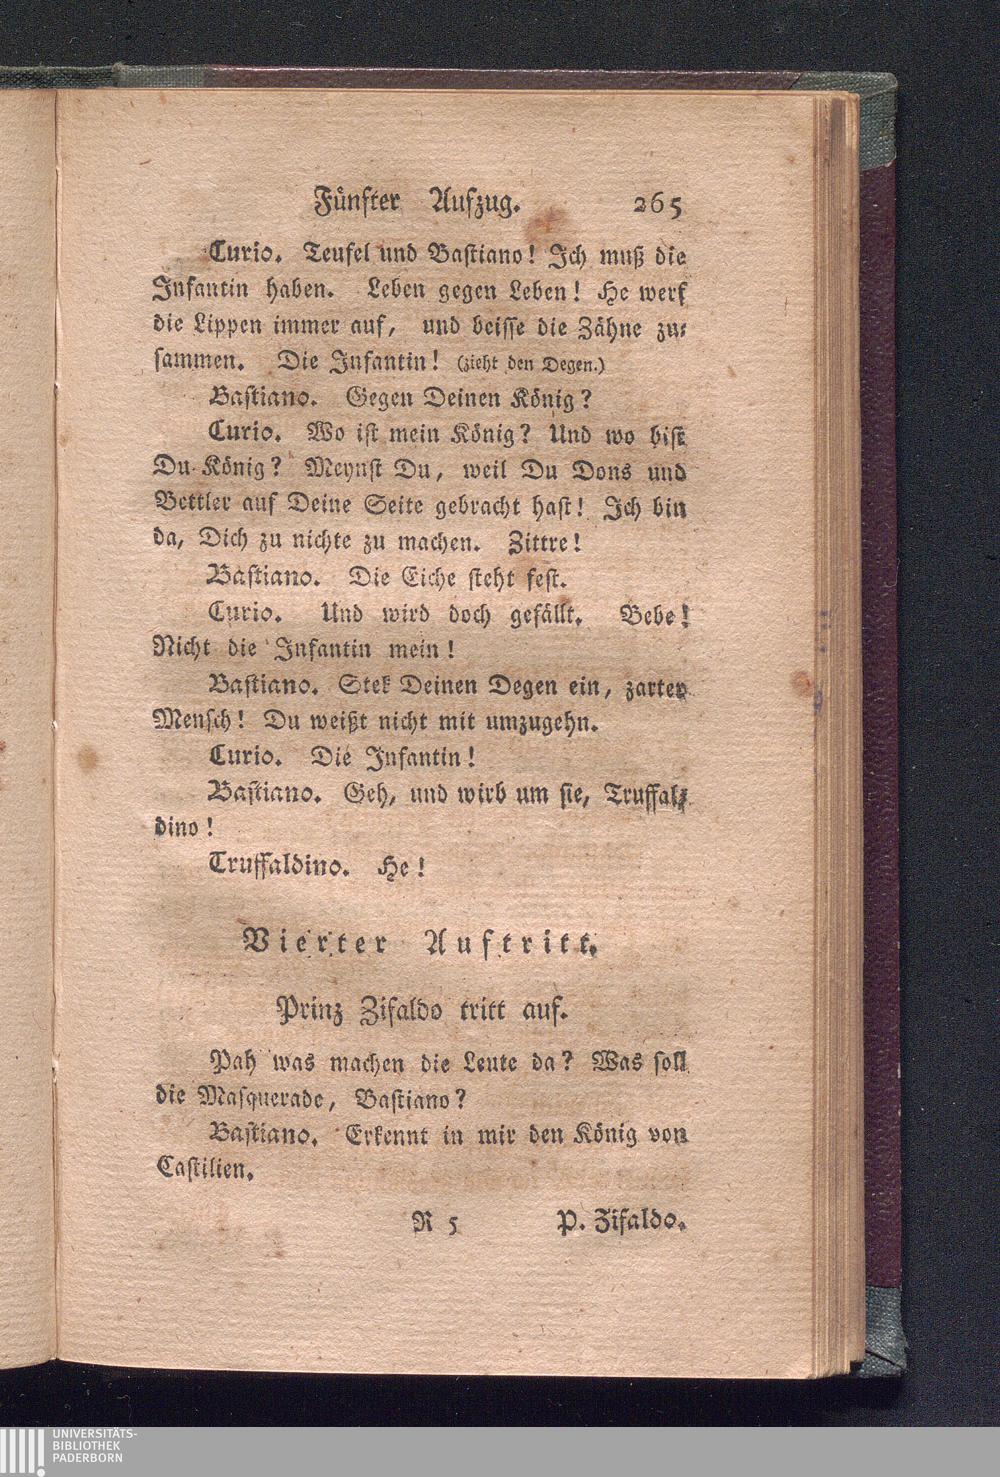 Fünfter Aufzug. 265
Curio. Teufel und Bastiano! Ich muß die
Infantin haben. Leben gegen Leben! He werf
die Lippen immer auf, und beisse die Zähne zu-
sammen. Die Infantin! (zieht den Degen.)
Bastiano. Gegen Deinen König?
Curio. Wo ist mein König? Und wo bist
Du König? Meynst Du, weil Du Dons und
Bettler auf Deine Seite gebracht hast! Ich bin
da, Dich zu nichte zu machen. Zittre!
Bastiano. Die Eiche steht fest.
Curio. Und wird doch gefällt. Bebe!
Nicht die Infantin mein!
Bastiano. Stek Deinen Degen ein, zarter
Mensch! Du weißt nicht mit umzugehn.
Curio. Die Infantin!
Bastiano. Geh, und wirb um sie, Truffal-
dino!
Truffaldino. He!
Vierter Auftritt.
Prinz Zifaldo tritt auf.
Pah was machen die Leute da? Was soll
die Masquerade, Bastiano?
Bastiano. Erkennt in mir den König von
Castilien.
R 5 P. Zifaldo.
UNIVERSITÄTS-
BIBLIOTHEK
PADERBORN